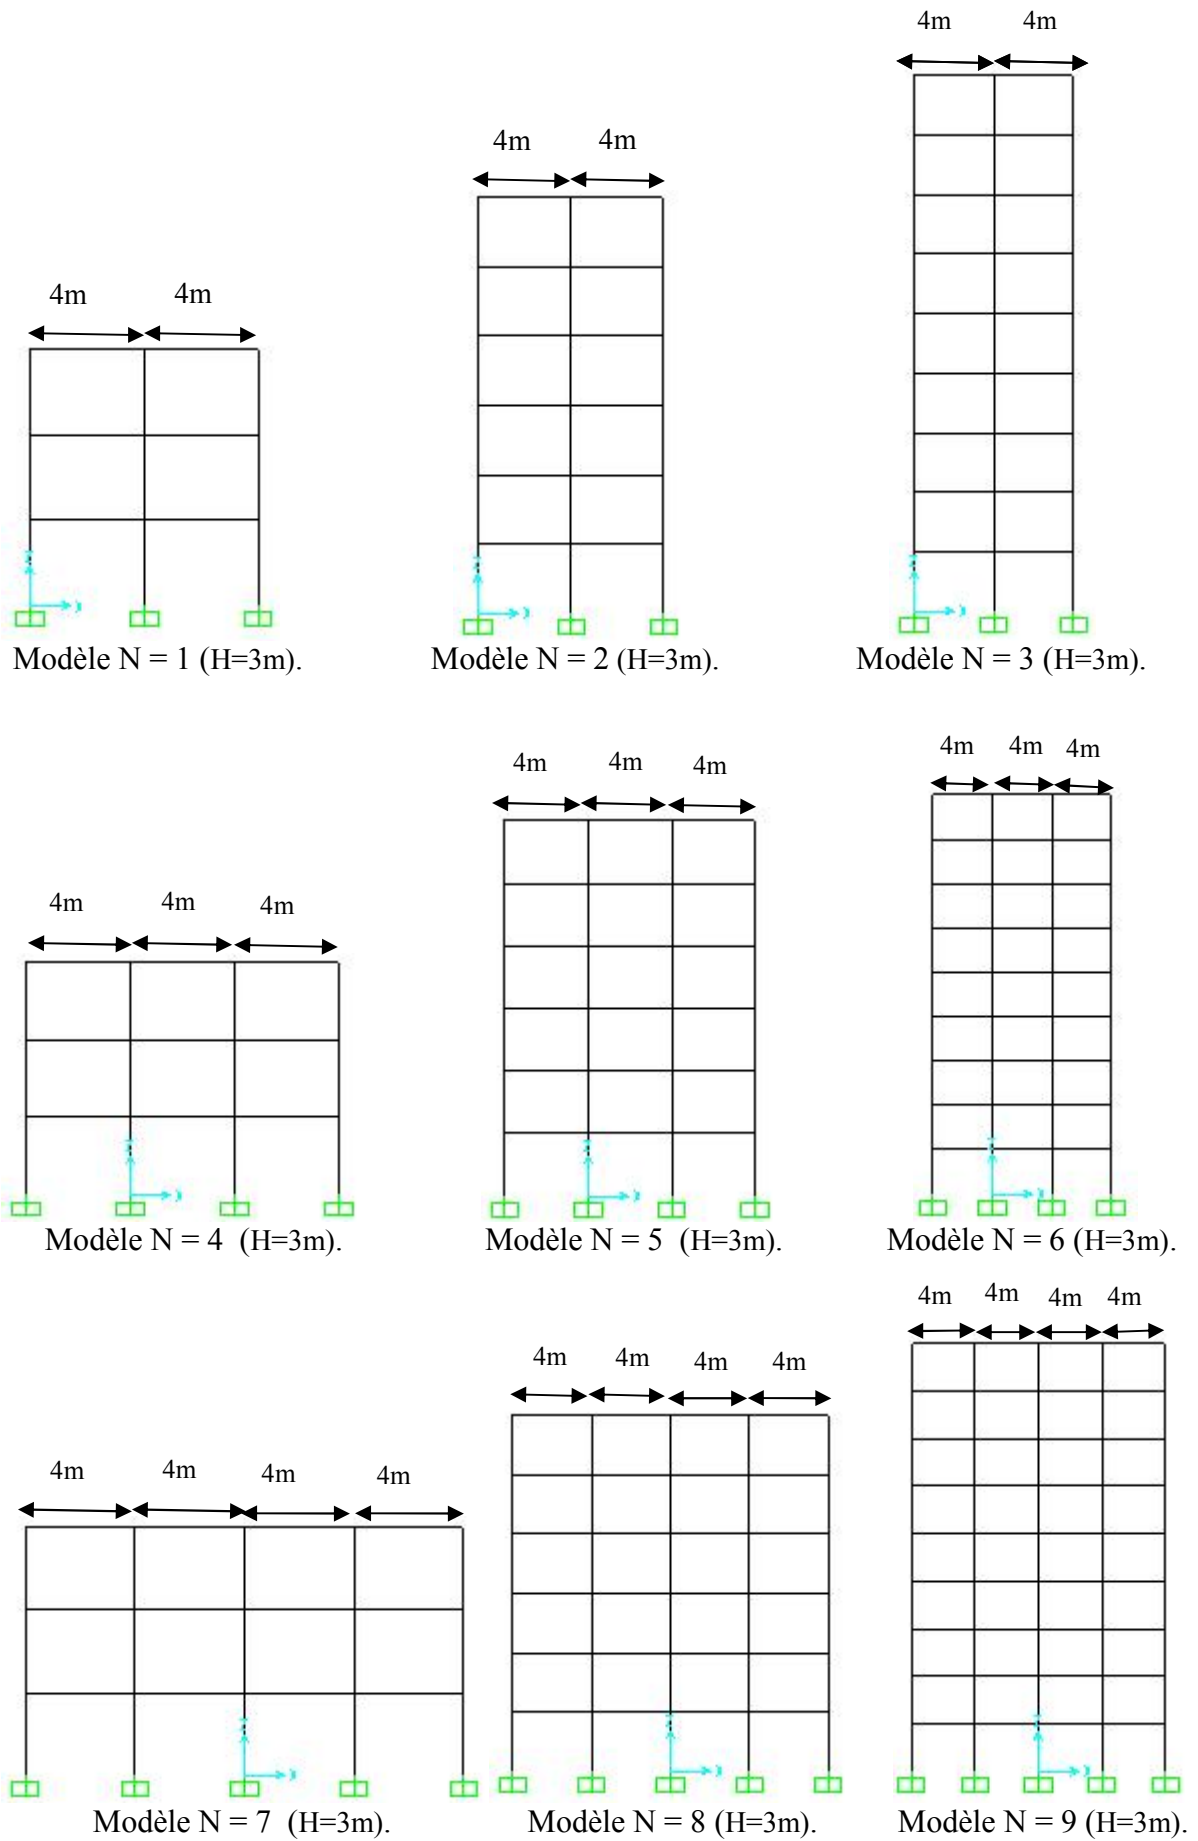 4m 4m
4m 4m
4m 4m
Modèle N = 1 (H=3m). Modèle N = 2 (H=3m). Modèle N = 3 (H=3m).
4m 4m 4m
4m 4m 4m
4m 4m 4m
Modèle N = 4 (H=3m). Modèle N = 5 (H=3m). Modèle N = 6 (H=3m).
4m 4m 4m 4m
4m 4m 4m 4m
4m 4m 4m 4m
Modèle N = 7 (H=3m). Modèle N = 8 (H=3m). Modèle N = 9 (H=3m).